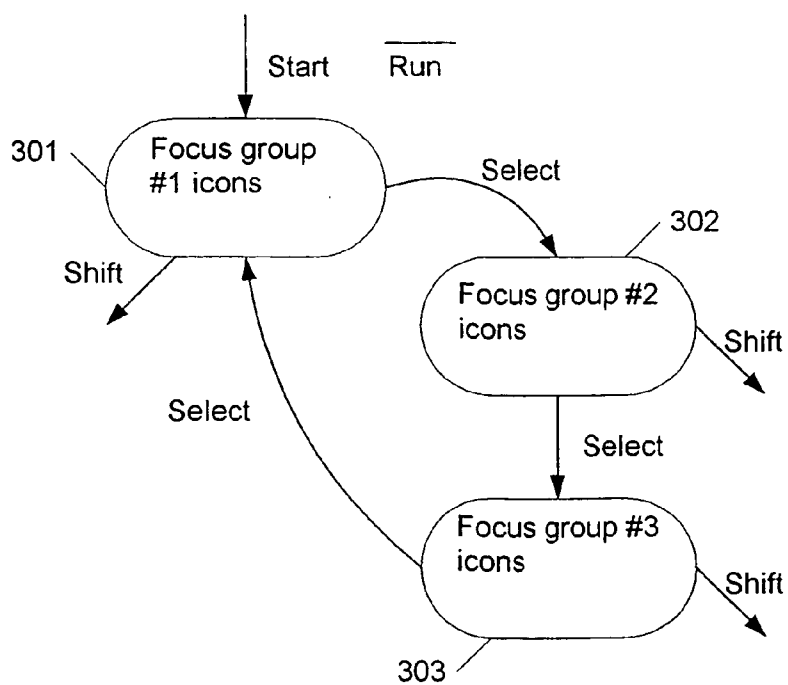 Start
Run
301
Focus group
#1 icons
Select
302
Shift
Focus group #2
icons
Shift
Select
Select
Focus group #3
icons
Shift
303